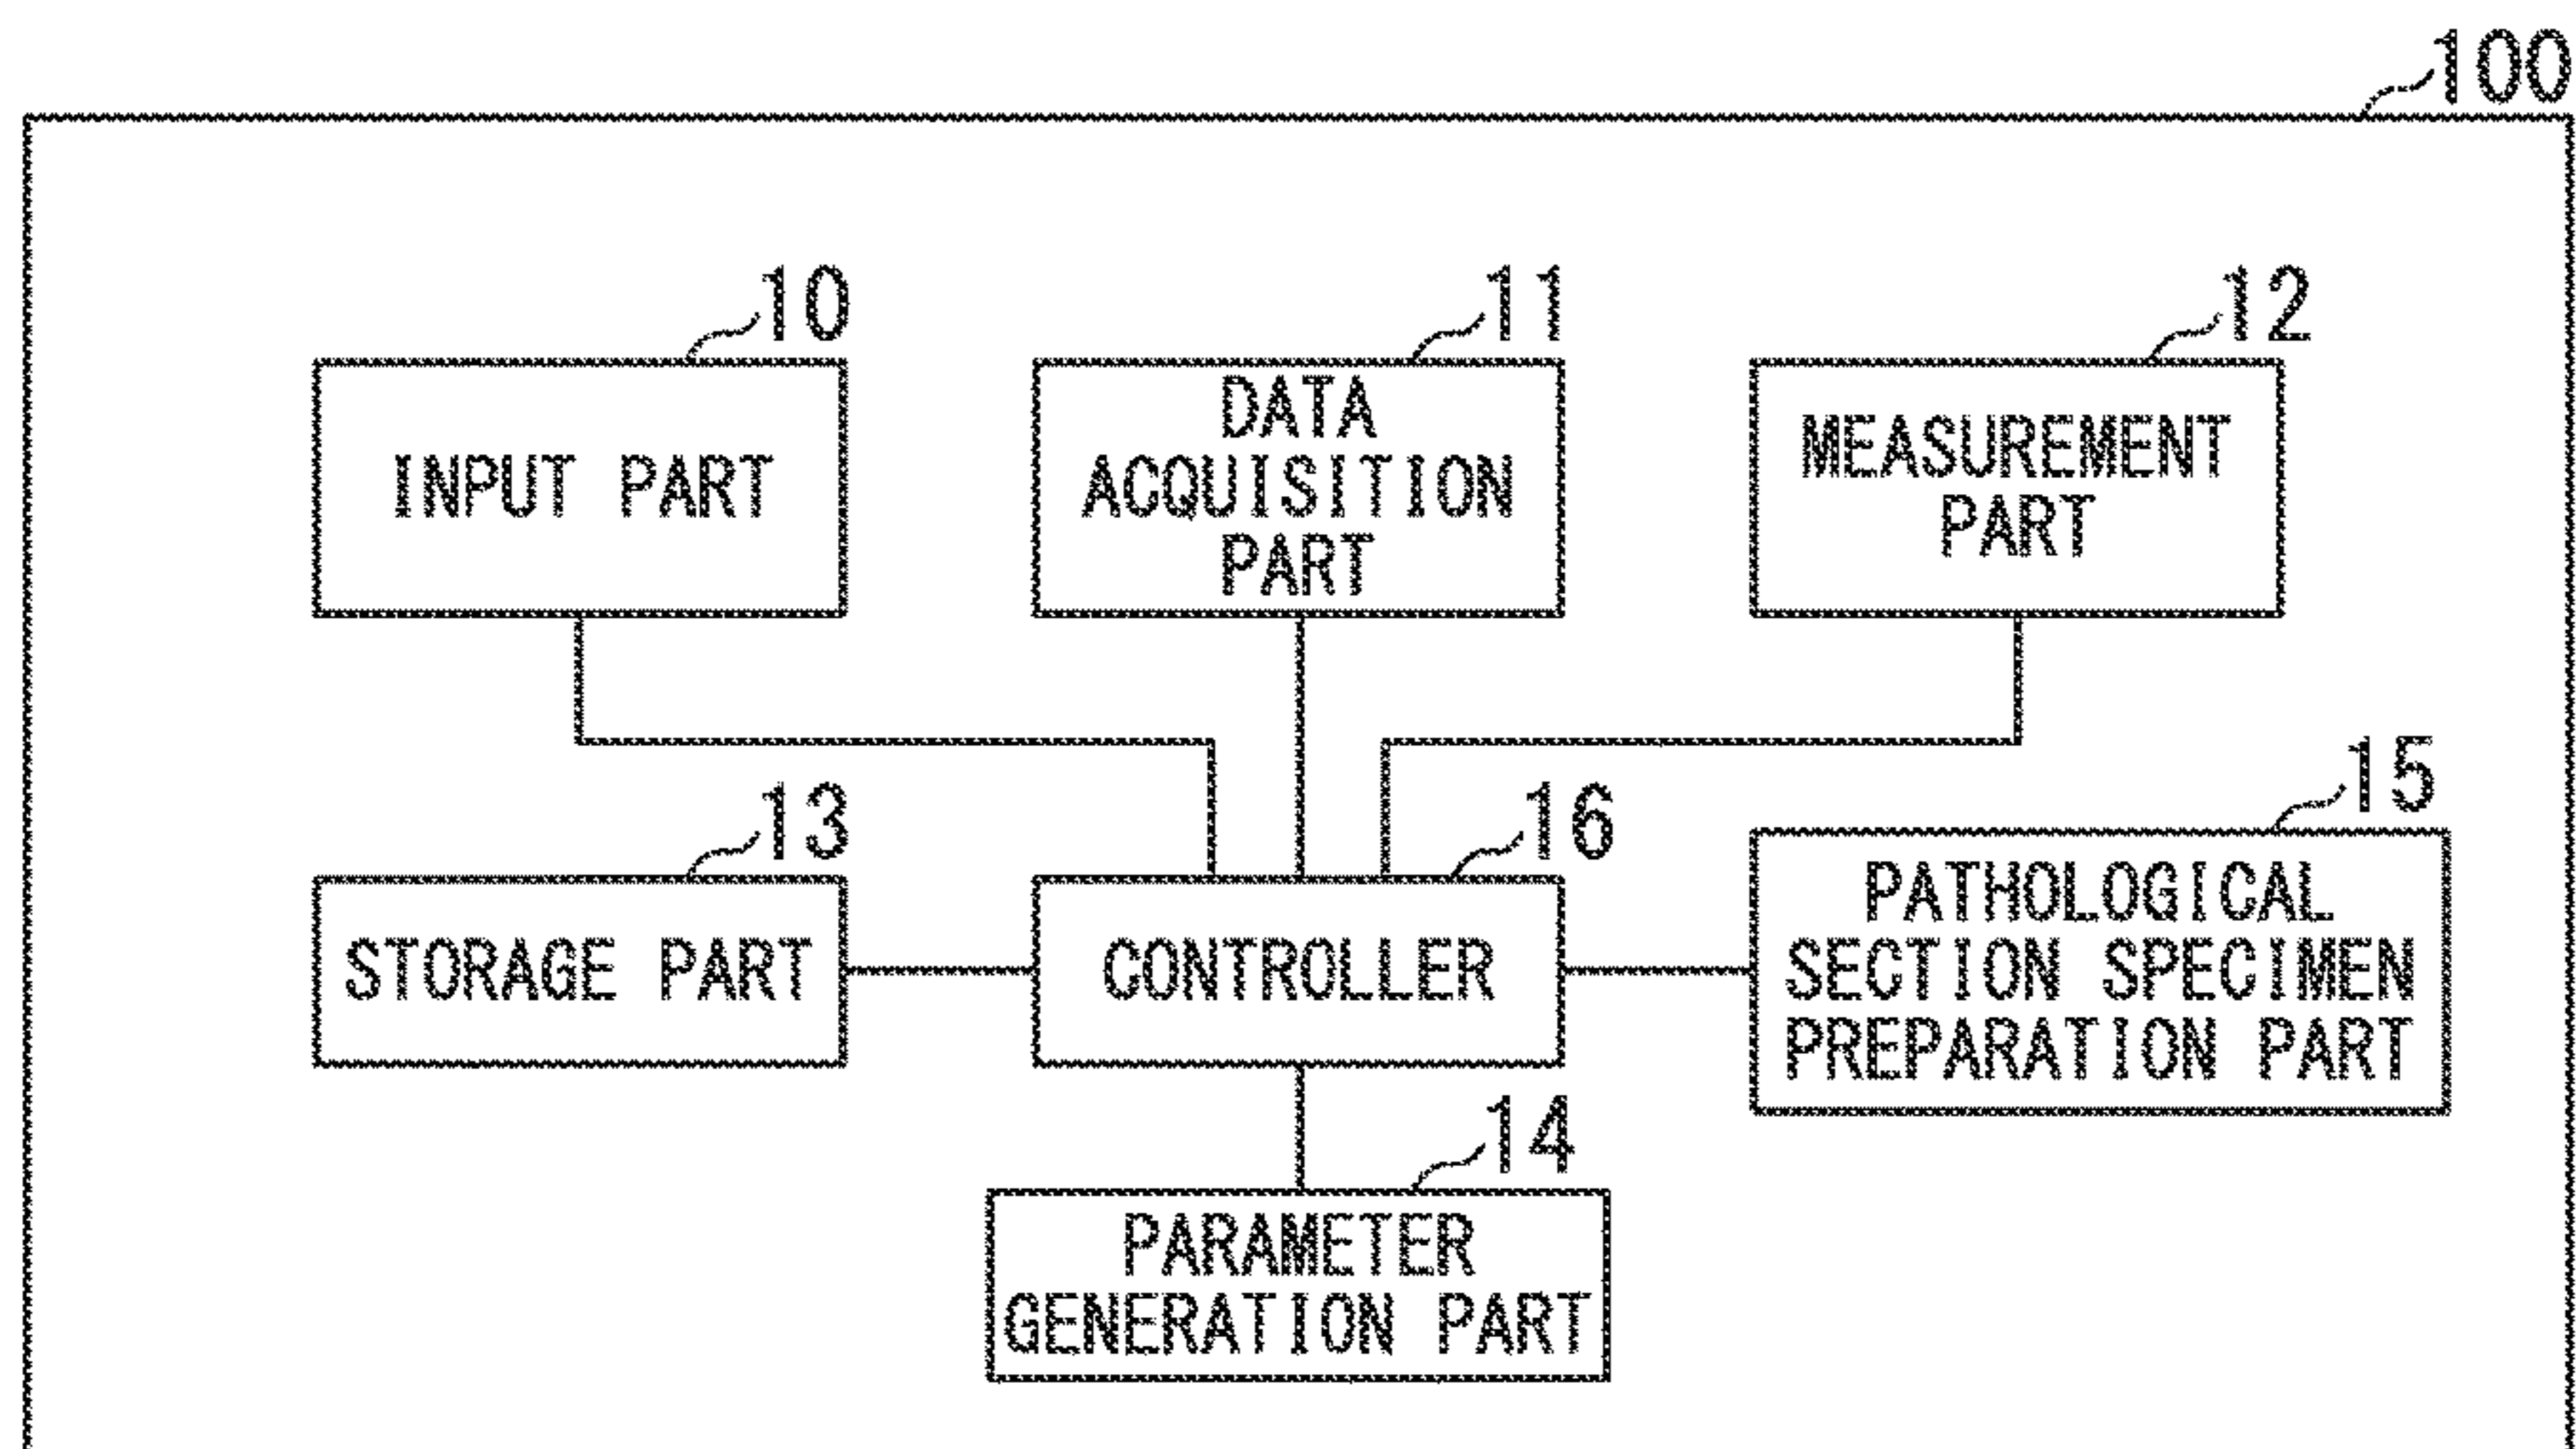 100
10
11
12
INPUT PART
DATA
ACQUISITION
PART
MEASUREMENT
PART
13
16
15
STORAGE PART
CONTROLLER
PATHOLOGICAL
SECTION SPECIMEN
PREPARATION PART
14
PARAMETER
GENERATION PART